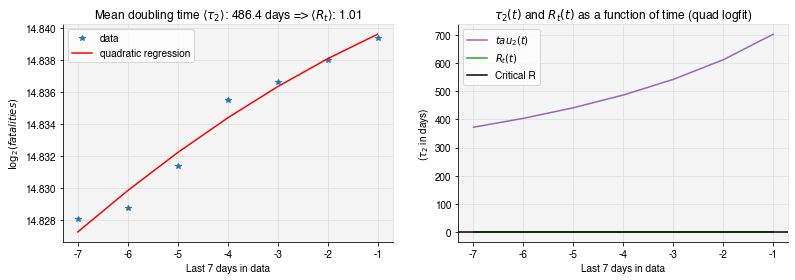 Mean doubling time ⟨τ₂⟩: 486.4 days => ⟨Rₜ⟩: 1.01
data
quadratic regression
log₂(fatalities)
14.840
14.838
14.836
14.834
14.832
14.830
14.828
-7 -6 -5 -4 -3 -2 -1
Last 7 days in data
τ₂(t) and Rₜ(t) as a function of time (quad logfit)
tau₂(t)
Rₜ(t)
Critical R
(τ₂ in days)
700
600
500
400
300
200
100
0
-7 -6 -5 -4 -3 -2 -1
Last 7 days in data